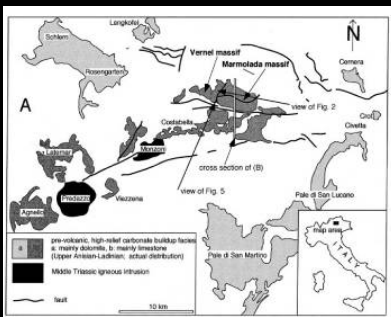 Langkofel
N
Schlern
Vernel massif
Rosengarten
Marmolada massif
Cernera
A
view of Fig. 2
Costabella
Crol
Civetta
Latemar
Monzoni
cross section of (B)
Predazzo
Viezzena
view of Fig. 5
Agnello
Pale di San Lucano
Pale di San Martino
map area
ITALY
a
b
pre-volcanic, high-relief carbonate buildup facies
a: mainly dolomite, b: mainly limestone
(Upper Anisian-Ladinian; actual distribution)
Middle Triassic igneous intrusion
fault
10 km